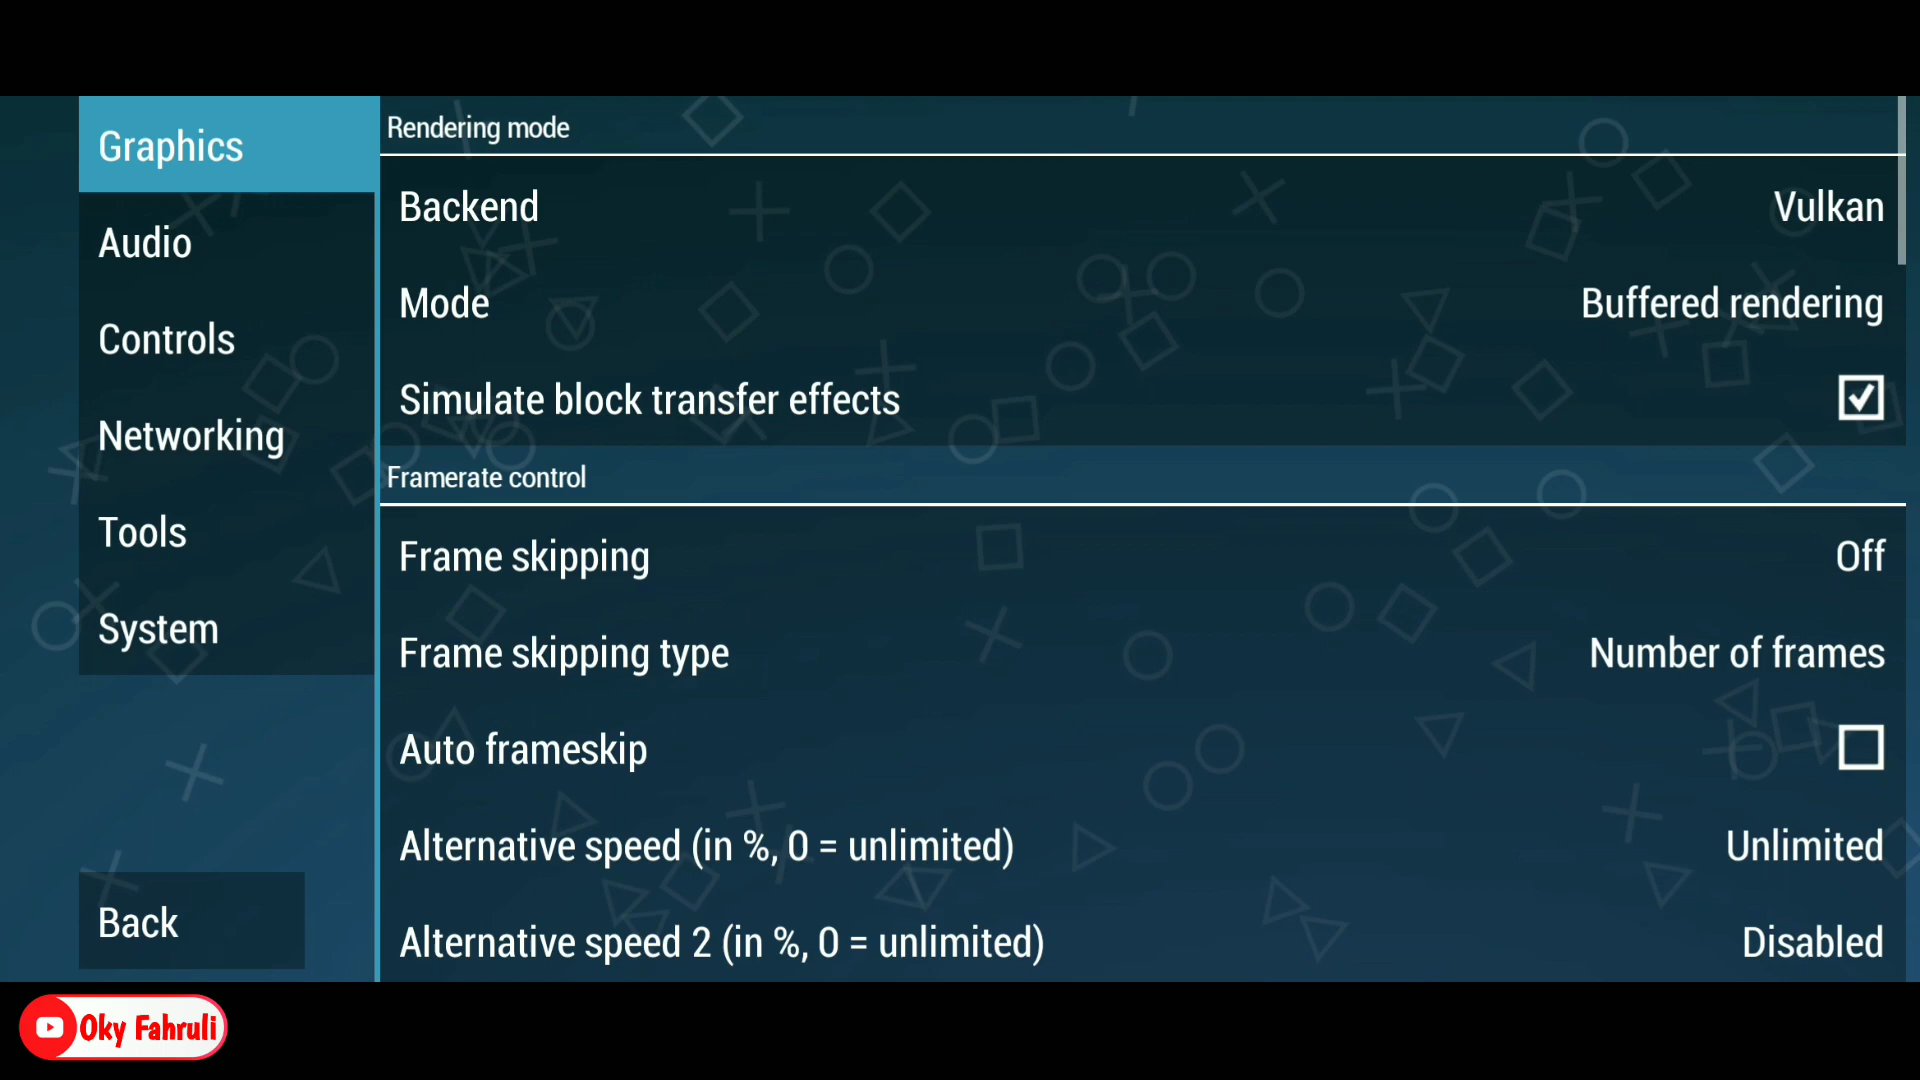 Graphics
Audio
Controls
Networking
Tools
System
Back
Rendering mode
Backend Vulkan
Mode Buffered rendering
Simulate block transfer effects
Framerate control
Frame skipping Off
Frame skipping type Number of frames
Auto frameskip
Alternative speed (in %, 0 = unlimited) Unlimited
Alternative speed 2 (in %, 0 = unlimited) Disabled
Oky Fahruli